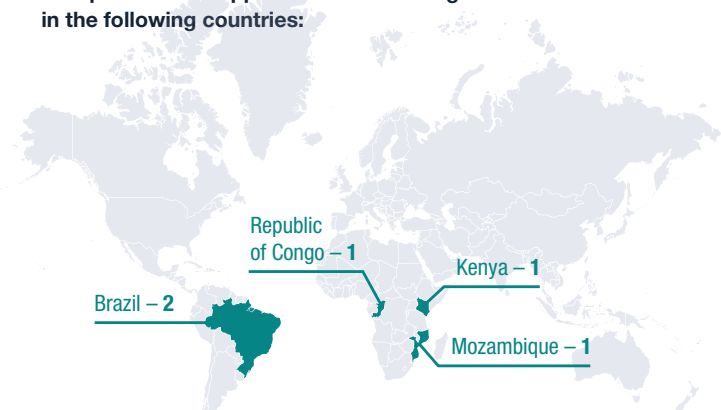 in the following countries:
Republic
of Congo – 1
Kenya – 1
Brazil – 2
Mozambique – 1